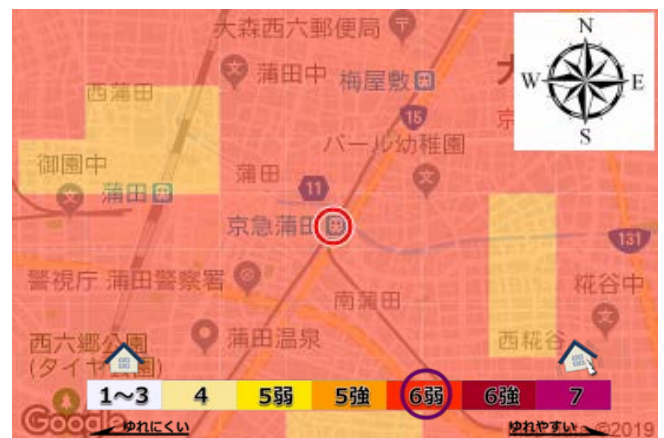 大森西六郵便局
N
W
E
S
蒲田中
梅屋敷
西蒲田
15
京
パール幼稚園
御園中
蒲田
蒲田
11
京急蒲田
131
警視庁 蒲田警察署
糀谷中
南蒲田
西六郷公園
(タイヤ公園)
蒲田温泉
西糀谷
1~3 4 5弱 5強 6弱 6強 7
Google
ゆれにくい
ゆれやすい
©2019